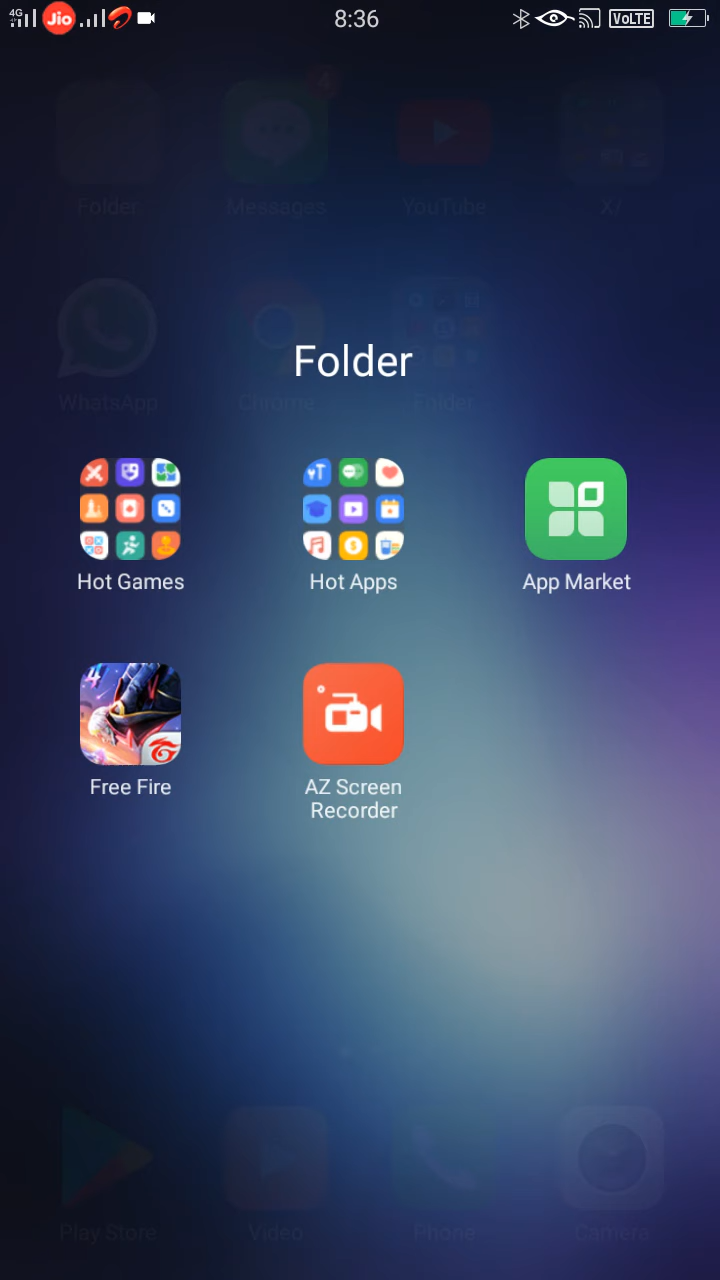 4G Jio 8:36 VoLTE
4
Folder Messages YouTube X/
WhatsApp Chrome Folder
Folder
Hot Games Hot Apps App Market
Free Fire AZ Screen
Recorder
Play Store Video Phone Camera